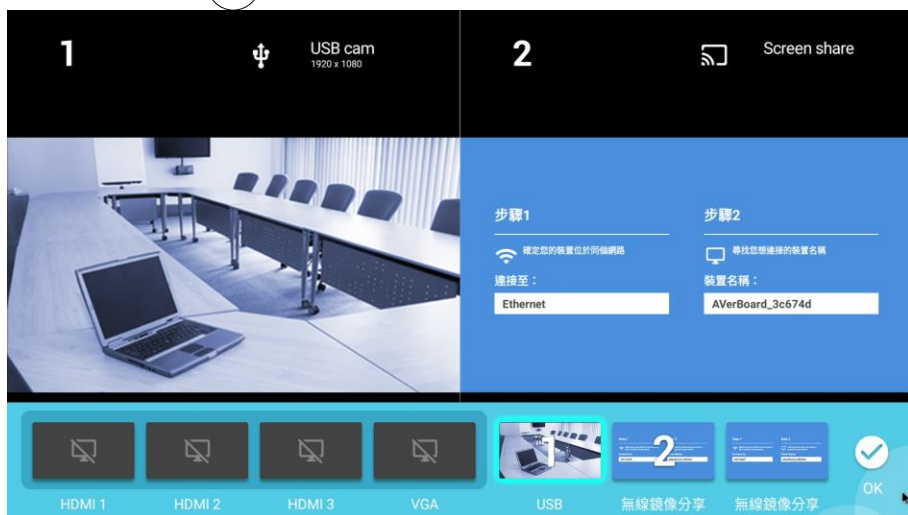 1
USB cam
1920 x 1080
2
Screen share
步驟1
確定您的裝置位於同個網路
連接至：
Ethernet
步驟2
尋找您想連接的裝置名稱
裝置名稱：
AVerBoard_3c674d
1
2
HDMI 1
HDMI 2
HDMI 3
VGA
USB
無線鏡像分享
無線鏡像分享
OK